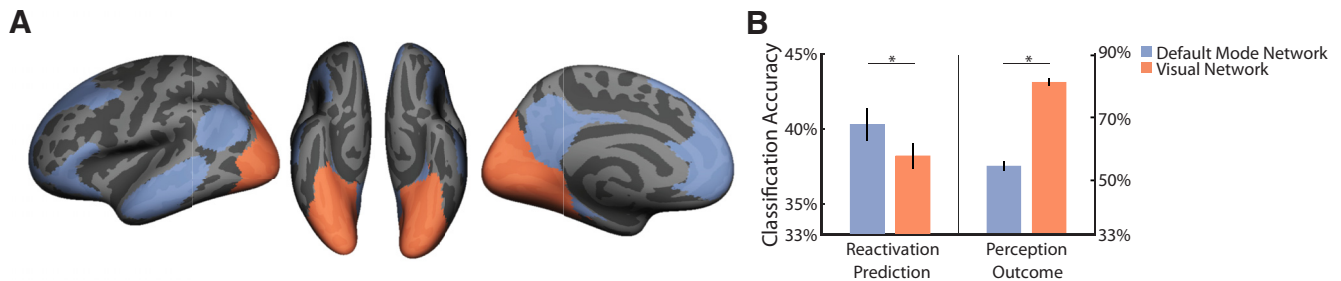 A
B
Classification Accuracy
45%
40%
35%
33%
*
*
90%
70%
50%
33%
Reactivation
Prediction
Perception
Outcome
Default Mode Network
Visual Network